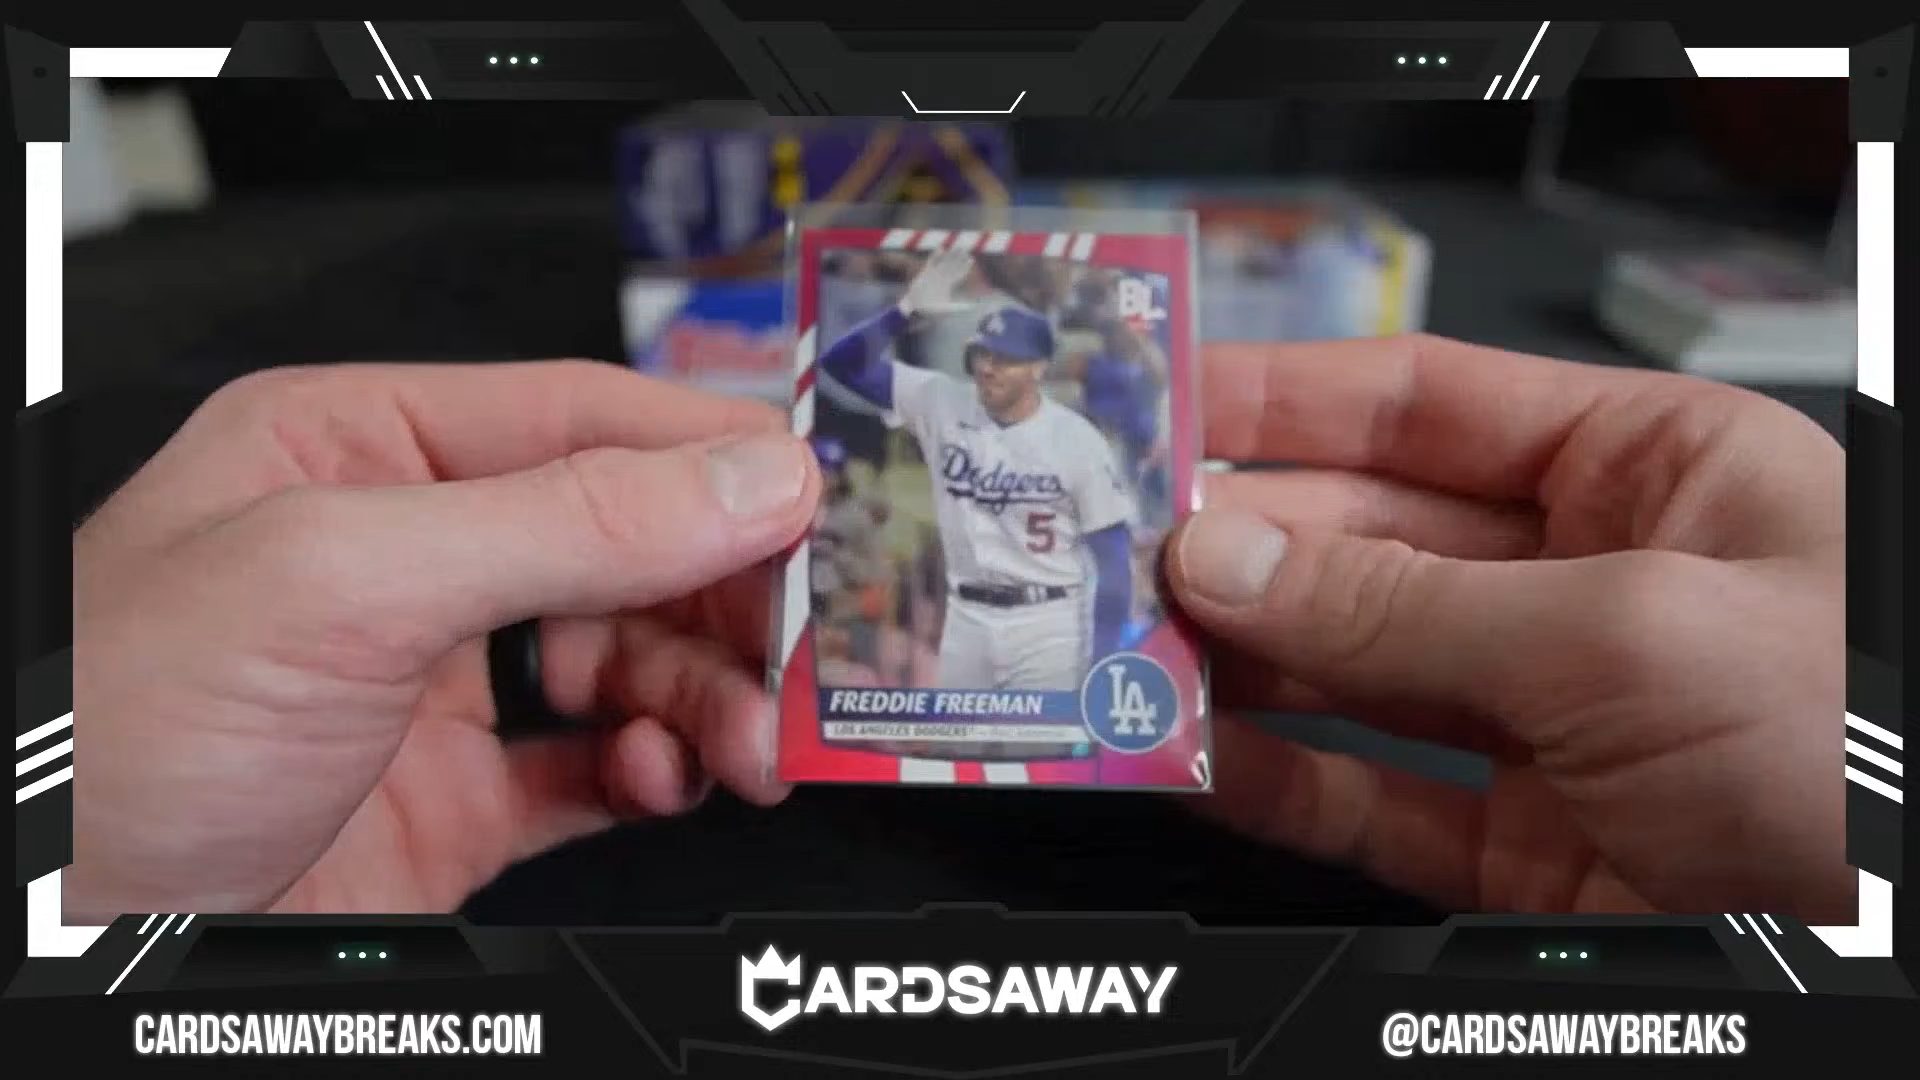 BL
Dodgers
5
FREDDIE FREEMAN
LA
LOS ANGELES DODGERS
CARDSAWAY
CARDSAWAYBREAKS.COM
@CARDSAWAYBREAKS